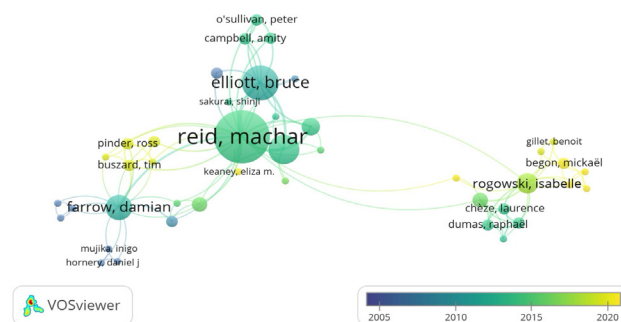 o'sullivan, peter
campbell, amity
elliott, bruce
sakurai, shinji
reid, machar
pinder, ross
buszard, tim
keaney, eliza m.
farrow, damian
mujika, inigo
hornery, daniel j
gillet, benoit
begon, mickaël
rogowski, isabelle
chèze, laurence
dumas, raphaël
VOSviewer
2005 2010 2015 2020